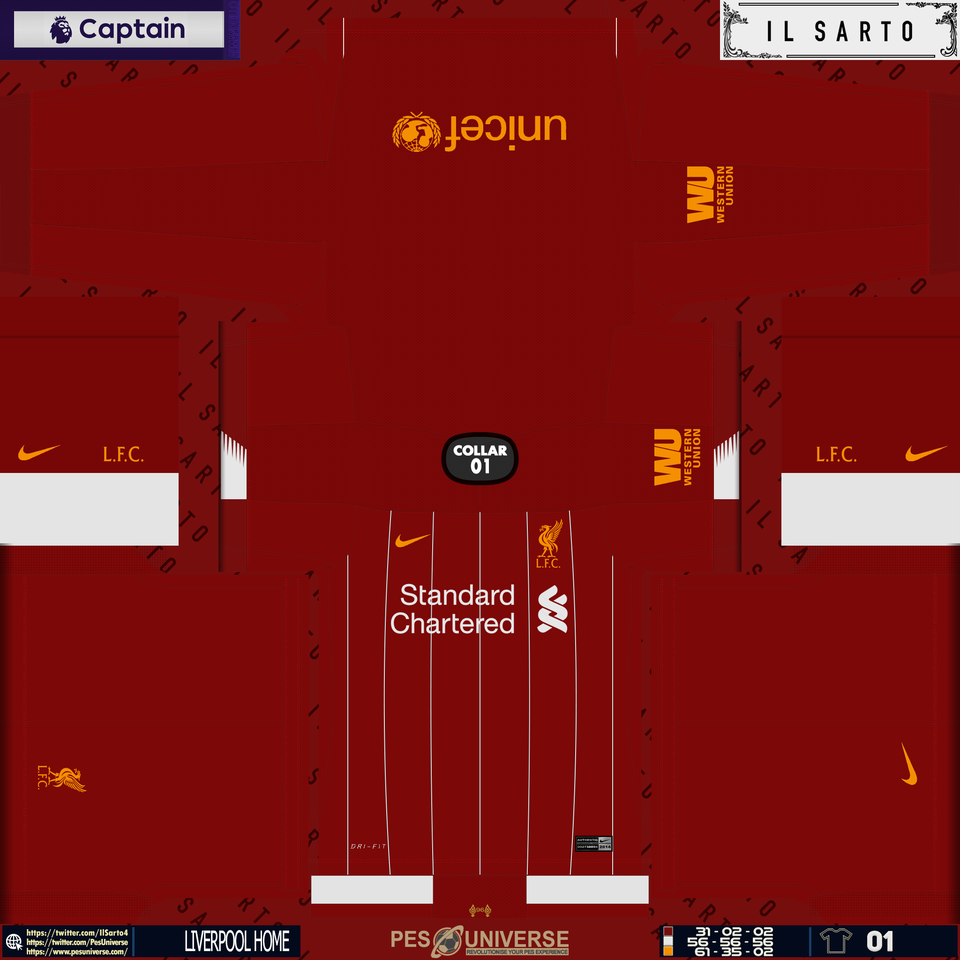 Captain
IL SARTO
unicef
WU
WESTERN
UNION
WU
WESTERN
UNION
L.F.C.
L.F.C.
COLLAR
01
L.F.C.
Standard
Chartered
L.F.C.
DRI-FIT
https://twitter.com/IlSarto4
https://twitter.com/PesUniverse
https://www.pesuniverse.com/
LIVERPOOL HOME
PES UNIVERSE
REVOLUTIONISE YOUR PES EXPERIENCE
31 - 02 - 02
56 - 56 - 56
61 - 35 - 02
01